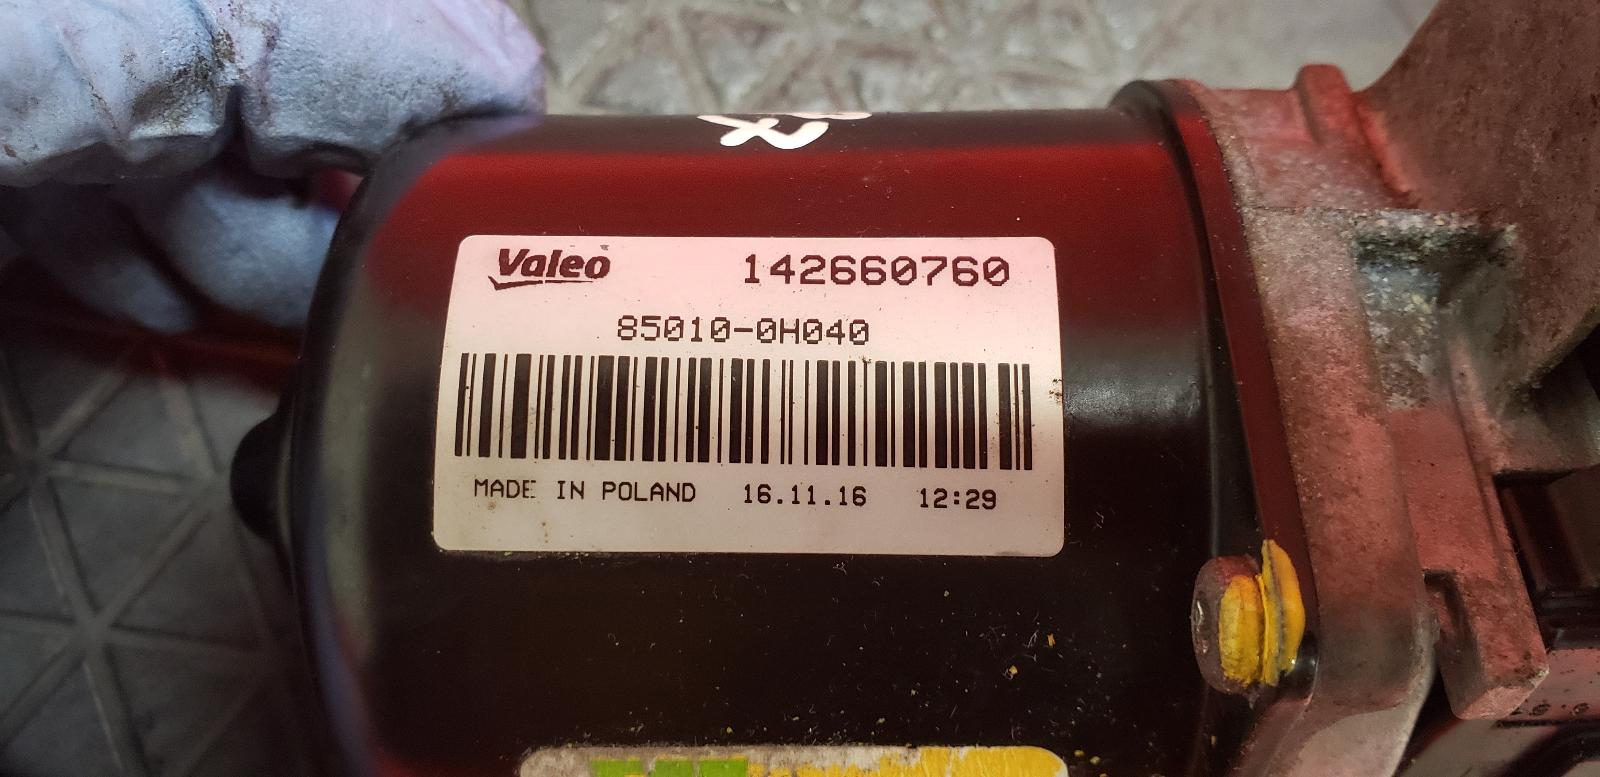 Valeo 142660760
85010-0H040
MADE IN POLAND 16.11.16 12:29